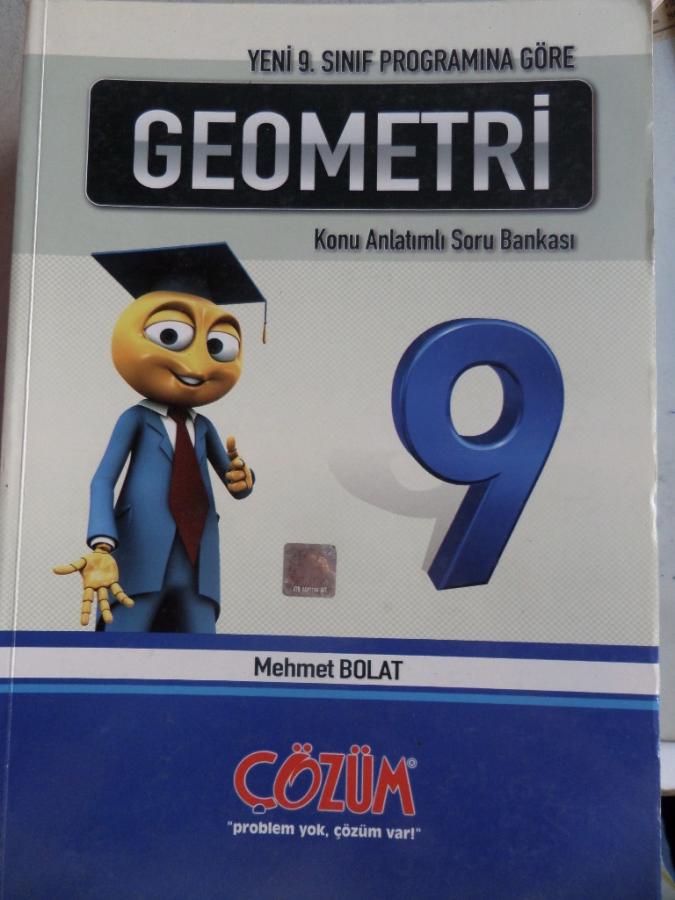 YENİ 9. SINIF PROGRAMINA GÖRE
GEOMETRİ
Konu Anlatımlı Soru Bankası
9
Mehmet BOLAT
ÇÖZÜM®
"problem yok, çözüm var!"